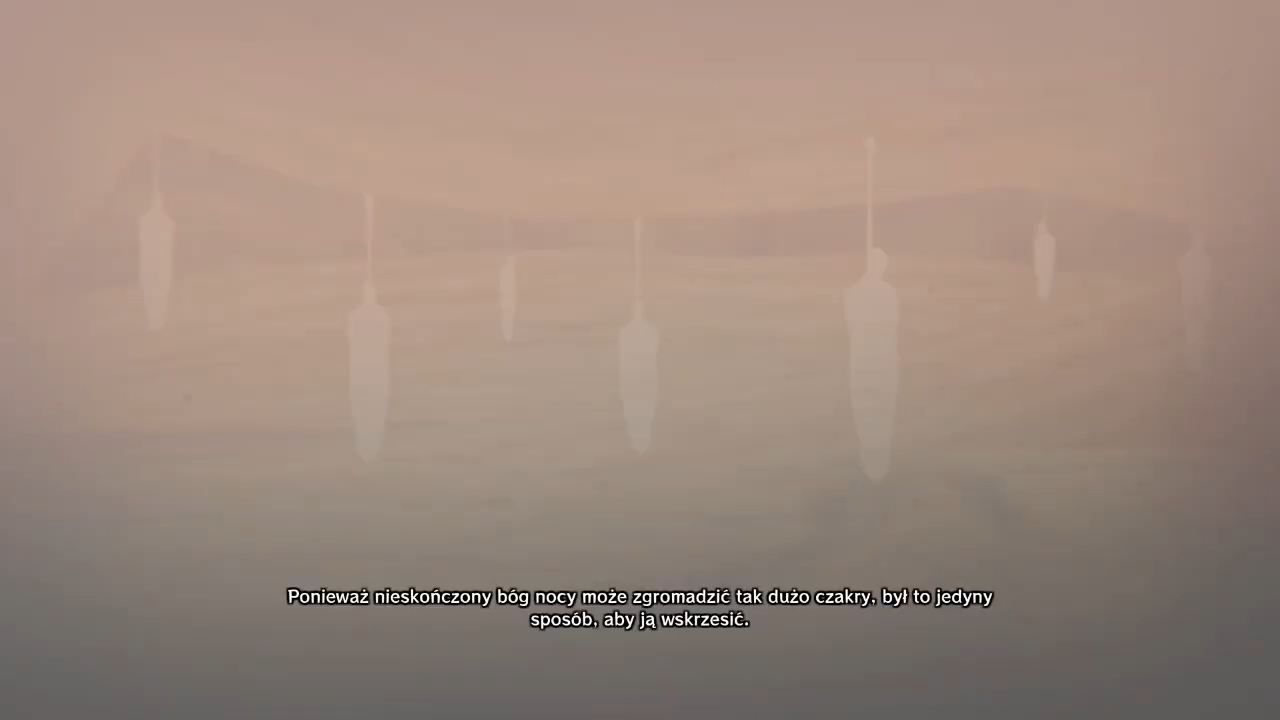 Ponieważ nieskończony bóg nocy może zgromadzić tak dużo czakry, był to jedyny
sposób, aby ją wskrzesić.